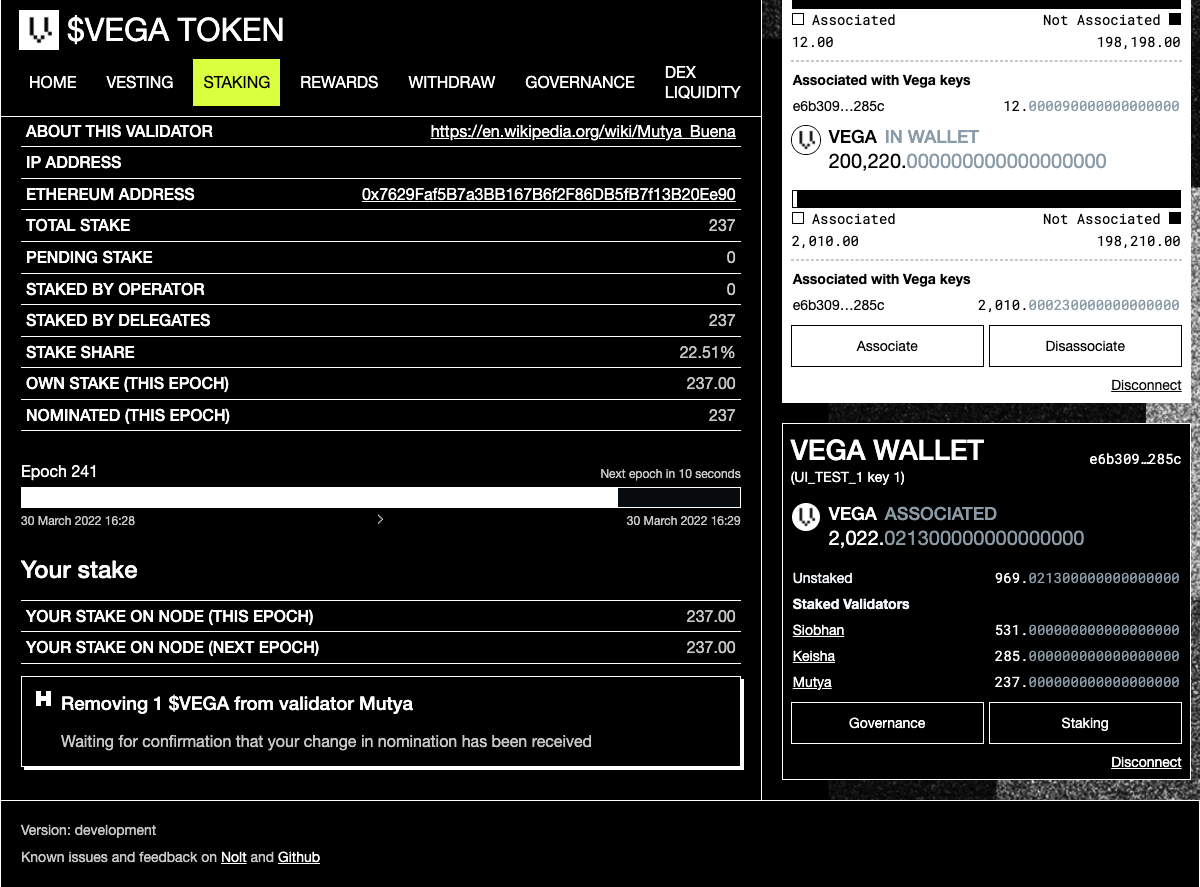 $VEGA TOKEN
HOME VESTING STAKING REWARDS WITHDRAW GOVERNANCE DEX LIQUIDITY
ABOUT THIS VALIDATOR https://en.wikipedia.org/wiki/Mutya_Buena
IP ADDRESS
ETHEREUM ADDRESS 0x7629Faf5B7a3BB167B6f2F86DB5fB7f13B20Ee90
TOTAL STAKE 237
PENDING STAKE 0
STAKED BY OPERATOR 0
STAKED BY DELEGATES 237
STAKE SHARE 22.51%
OWN STAKE (THIS EPOCH) 237.00
NOMINATED (THIS EPOCH) 237
Epoch 241 Next epoch in 10 seconds
30 March 2022 16:28 30 March 2022 16:29
Your stake
YOUR STAKE ON NODE (THIS EPOCH) 237.00
YOUR STAKE ON NODE (NEXT EPOCH) 237.00
Removing 1 $VEGA from validator Mutya
Waiting for confirmation that your change in nomination has been received
Associated Not Associated
12.00 198,198.00
Associated with Vega keys
e6b309…285c 12.000090000000000000
VEGA IN WALLET
200,220.000000000000000000
Associated Not Associated
2,010.00 198,210.00
Associated with Vega keys
e6b309…285c 2,010.000230000000000000
Associate Disassociate
Disconnect
VEGA WALLET e6b309…285c
(UI_TEST_1 key 1)
VEGA ASSOCIATED
2,022.021300000000000000
Unstaked 969.021300000000000000
Staked Validators
Siobhan 531.000000000000000000
Keisha 285.000000000000000000
Mutya 237.000000000000000000
Governance Staking
Disconnect
Version: development
Known issues and feedback on Nolt and Github